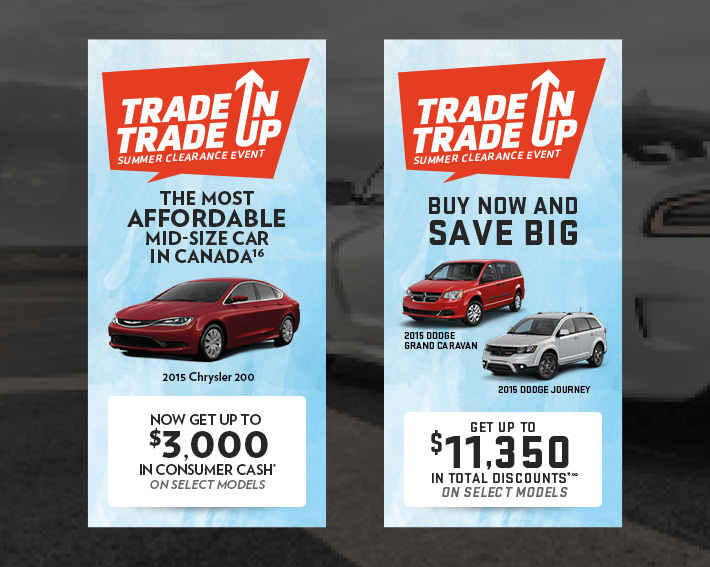 TRADE IN
TRADE UP
SUMMER CLEARANCE EVENT
THE MOST
AFFORDABLE
MID-SIZE CAR
IN CANADA16
2015 Chrysler 200
NOW GET UP TO
$3,000
IN CONSUMER CASH*
ON SELECT MODELS
TRADE IN
TRADE UP
SUMMER CLEARANCE EVENT
BUY NOW AND
SAVE BIG
2015 DODGE
GRAND CARAVAN
2015 DODGE JOURNEY
GET UP TO
$11,350
IN TOTAL DISCOUNTS*∞
ON SELECT MODELS